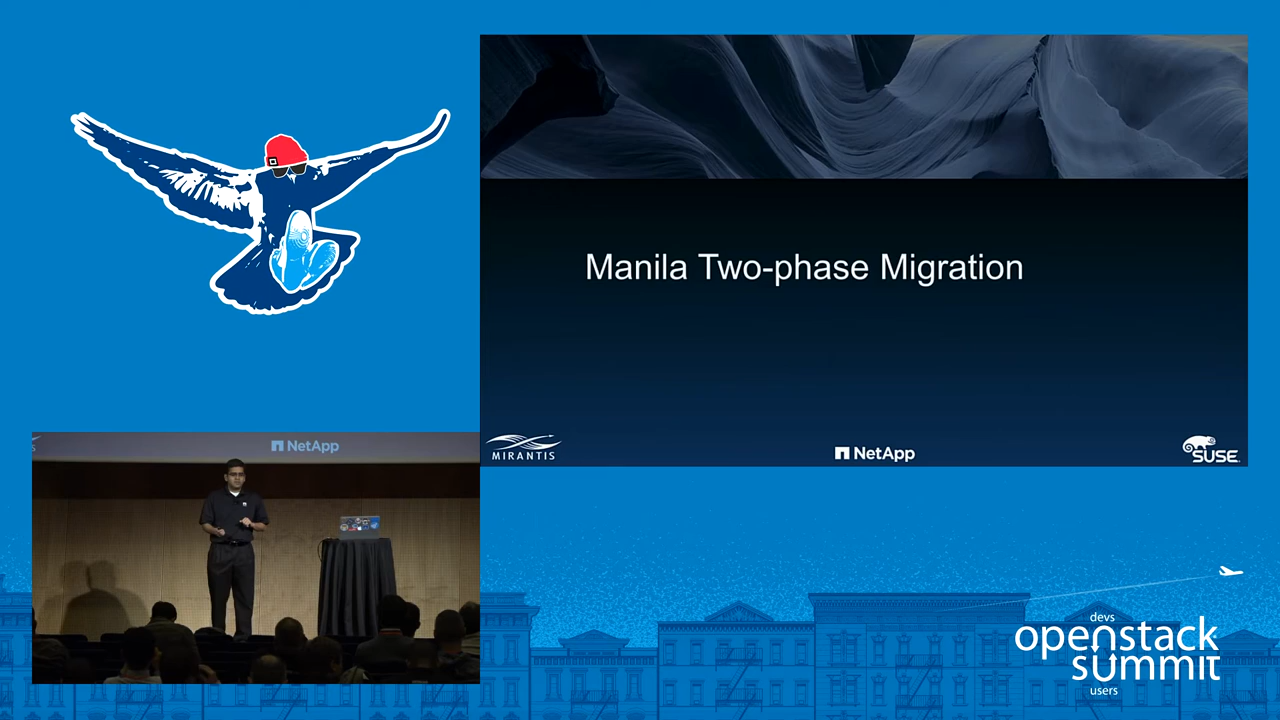 Manila Two-phase Migration
MIRANTIS
NetApp
SUSE
NetApp
devs
openstack
summit
users